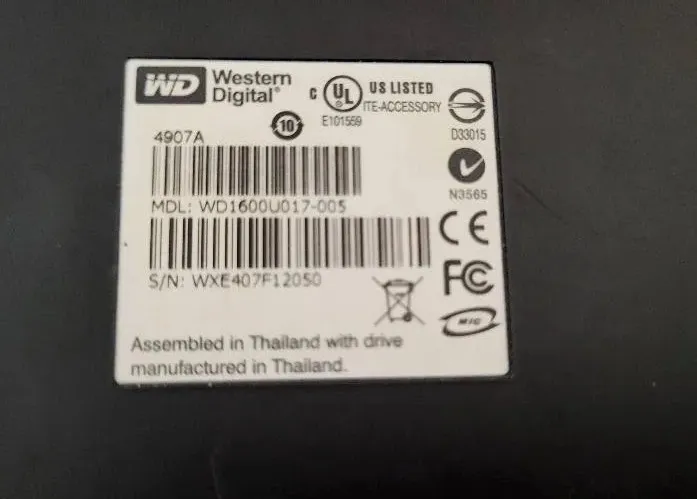 WD Western
Digital®
C UL US LISTED
®
ITE-ACCESSORY
E101559
D33015
10
4907A
N3565
MDL: WD1600U017-005
CE
S/N: WXE407F12050
FC
MIC
Assembled in Thailand with drive
manufactured in Thailand.